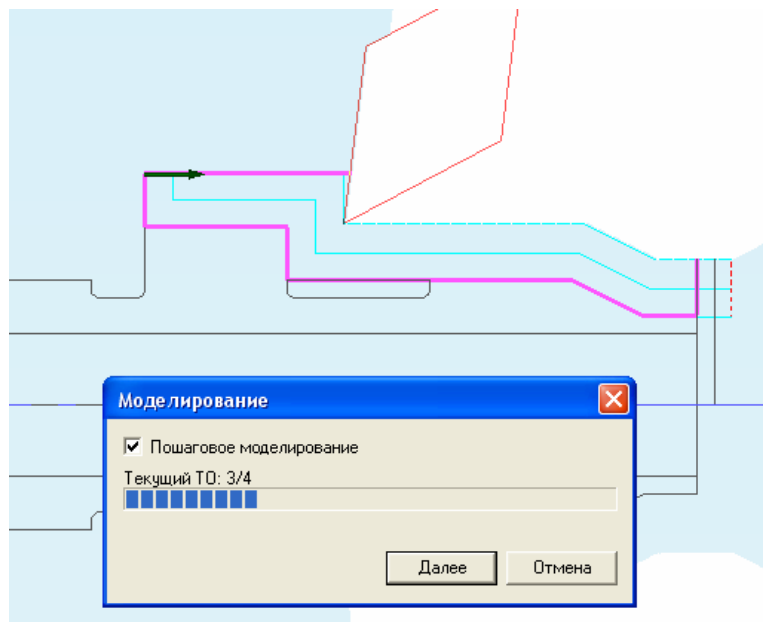 Моделирование
Пошаговое моделирование
Текущий ТО: 3/4
Далее
Отмена